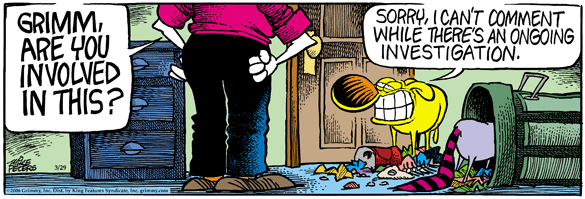 GRIMM,
ARE YOU
INVOLVED
IN THIS?
SORRY, I CAN'T COMMENT
WHILE THERE'S AN ONGOING
INVESTIGATION.
MIKE
PETERS
3/29
©2006 Grimmy, Inc. Dist. by King Features Syndicate, Inc. grimmy.com